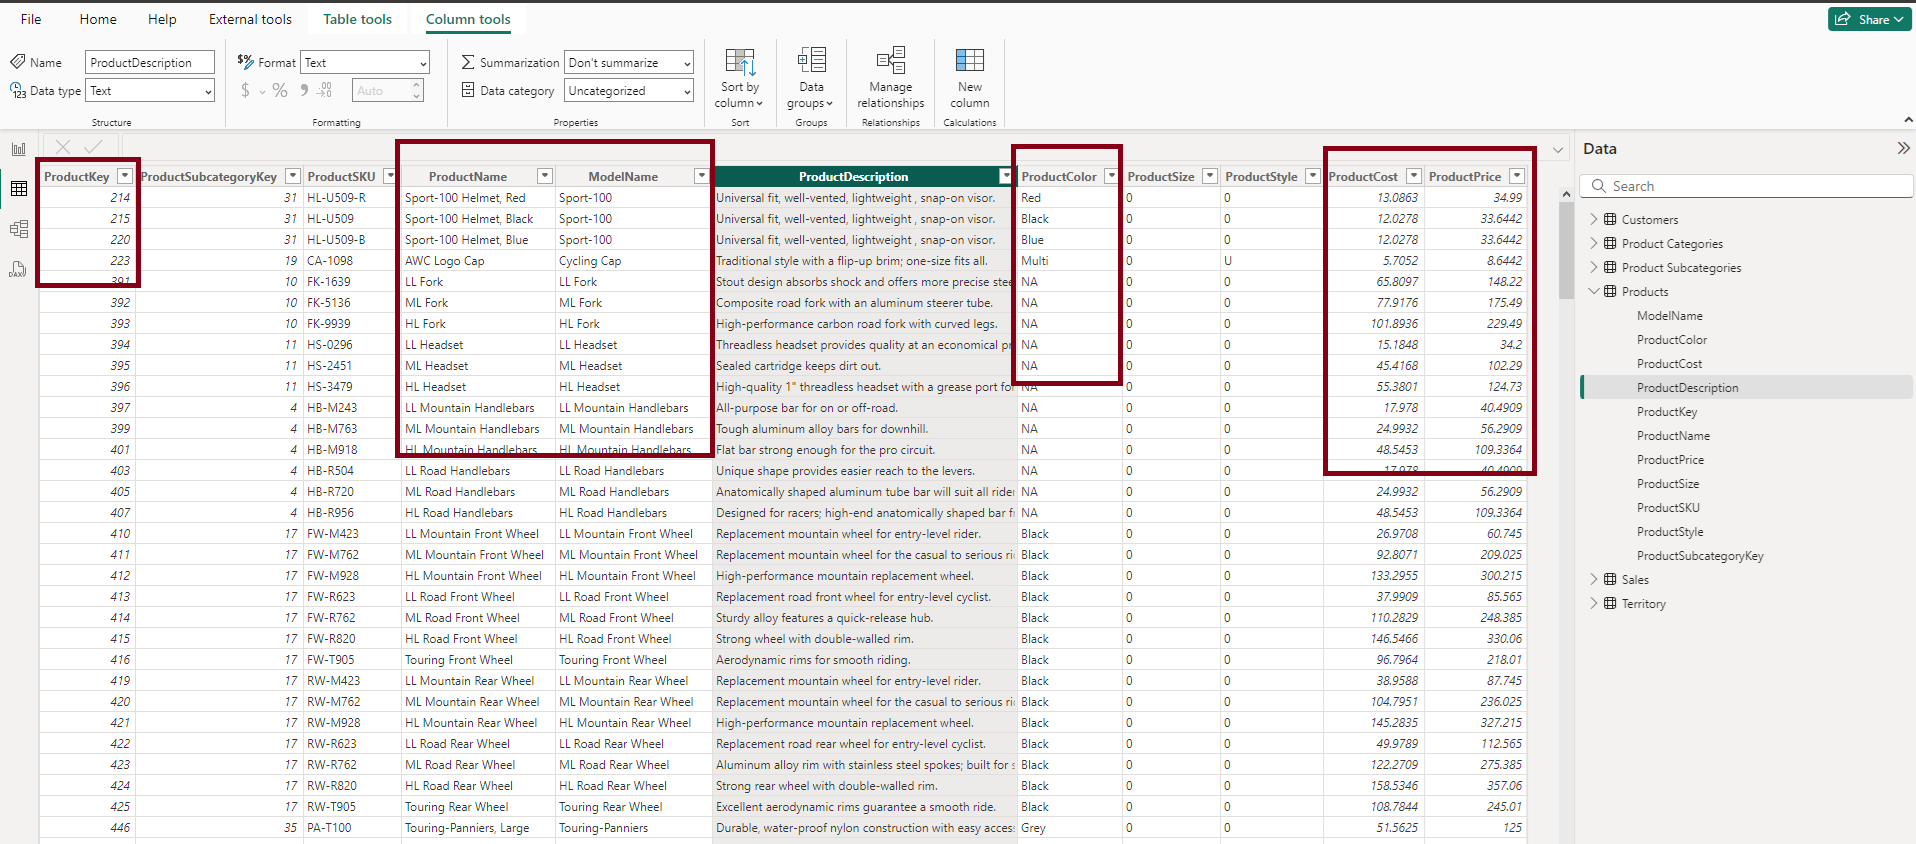 File Home Help External tools Table tools Column tools Share
Name ProductDescription $% Format Text Summarization Don't summarize Sort by column Data groups Manage relationships New column
Data type Text $ % 9 .00 Auto Data category Uncategorized
Structure Formatting Properties Sort Groups Relationships Calculations
ProductKey ProductSubcategoryKey ProductSKU ProductName ModelName ProductDescription ProductColor ProductSize ProductStyle ProductCost ProductPrice
214 31 HL-U509-R Sport-100 Helmet, Red Sport-100 Universal fit, well-vented, lightweight , snap-on visor. Red 0 0 13.0863 34.99
215 31 HL-U509 Sport-100 Helmet, Black Sport-100 Universal fit, well-vented, lightweight , snap-on visor. Black 0 0 12.0278 33.6442
220 31 HL-U509-B Sport-100 Helmet, Blue Sport-100 Universal fit, well-vented, lightweight , snap-on visor. Blue 0 0 12.0278 33.6442
223 19 CA-1098 AWC Logo Cap Cycling Cap Traditional style with a flip-up brim; one-size fits all. Multi 0 U 5.7052 8.6442
391 10 FK-1639 LL Fork LL Fork Stout design absorbs shock and offers more precise stee NA 0 0 65.8097 148.22
392 10 FK-5136 ML Fork ML Fork Composite road fork with an aluminum steerer tube. NA 0 0 77.9176 175.49
393 10 FK-9939 HL Fork HL Fork High-performance carbon road fork with curved legs. NA 0 0 101.8936 229.49
394 11 HS-0296 LL Headset LL Headset Threadless headset provides quality at an economical pr NA 0 0 15.1848 34.2
395 11 HS-2451 ML Headset ML Headset Sealed cartridge keeps dirt out. NA 0 0 45.4168 102.29
396 11 HS-3479 HL Headset HL Headset High-quality 1" threadless headset with a grease port fo NA 0 0 55.3801 124.73
397 4 HB-M243 LL Mountain Handlebars LL Mountain Handlebars All-purpose bar for on or off-road. NA 0 0 17.978 40.4909
399 4 HB-M763 ML Mountain Handlebars ML Mountain Handlebars Tough aluminum alloy bars for downhill. NA 0 0 24.9932 56.2909
401 4 HB-M918 HL Mountain Handlebars HL Mountain Handlebars Flat bar strong enough for the pro circuit. NA 0 0 48.5453 109.3364
403 4 HB-R504 LL Road Handlebars LL Road Handlebars Unique shape provides easier reach to the levers. NA 0 0 17.978 40.4909
405 4 HB-R720 ML Road Handlebars ML Road Handlebars Anatomically shaped aluminum tube bar will suit all rider NA 0 0 24.9932 56.2909
407 4 HB-R956 HL Road Handlebars HL Road Handlebars Designed for racers; high-end anatomically shaped bar f NA 0 0 48.5453 109.3364
410 17 FW-M423 LL Mountain Front Wheel LL Mountain Front Wheel Replacement mountain wheel for entry-level rider. Black 0 0 26.9708 60.745
411 17 FW-M762 ML Mountain Front Wheel ML Mountain Front Wheel Replacement mountain wheel for the casual to serious ri Black 0 0 92.8071 209.025
412 17 FW-M928 HL Mountain Front Wheel HL Mountain Front Wheel High-performance mountain replacement wheel. Black 0 0 133.2955 300.215
413 17 FW-R623 LL Road Front Wheel LL Road Front Wheel Replacement road front wheel for entry-level cyclist. Black 0 0 37.9909 85.565
414 17 FW-R762 ML Road Front Wheel ML Road Front Wheel Sturdy alloy features a quick-release hub. Black 0 0 110.2829 248.385
415 17 FW-R820 HL Road Front Wheel HL Road Front Wheel Strong wheel with double-walled rim. Black 0 0 146.5466 330.06
416 17 FW-T905 Touring Front Wheel Touring Front Wheel Aerodynamic rims for smooth riding. Black 0 0 96.7964 218.01
419 17 RW-M423 LL Mountain Rear Wheel LL Mountain Rear Wheel Replacement mountain wheel for entry-level rider. Black 0 0 38.9588 87.745
420 17 RW-M762 ML Mountain Rear Wheel ML Mountain Rear Wheel Replacement mountain wheel for the casual to serious ri Black 0 0 104.7951 236.025
421 17 RW-M928 HL Mountain Rear Wheel HL Mountain Rear Wheel High-performance mountain replacement wheel. Black 0 0 145.2835 327.215
422 17 RW-R623 LL Road Rear Wheel LL Road Rear Wheel Replacement road rear wheel for entry-level cyclist. Black 0 0 49.9789 112.565
423 17 RW-R762 ML Road Rear Wheel ML Road Rear Wheel Aluminum alloy rim with stainless steel spokes; built for s Black 0 0 122.2709 275.385
424 17 RW-R820 HL Road Rear Wheel HL Road Rear Wheel Strong rear wheel with double-walled rim. Black 0 0 158.5346 357.06
425 17 RW-T905 Touring Rear Wheel Touring Rear Wheel Excellent aerodynamic rims guarantee a smooth ride. Black 0 0 108.7844 245.01
446 35 PA-T100 Touring-Panniers, Large Touring-Panniers Durable, water-proof nylon construction with easy acces Grey 0 0 51.5625 125
Data
Search
Customers
Product Categories
Product Subcategories
Products
ModelName
ProductColor
ProductCost
ProductDescription
ProductKey
ProductName
ProductPrice
ProductSize
ProductSKU
ProductStyle
ProductSubcategoryKey
Sales
Territory